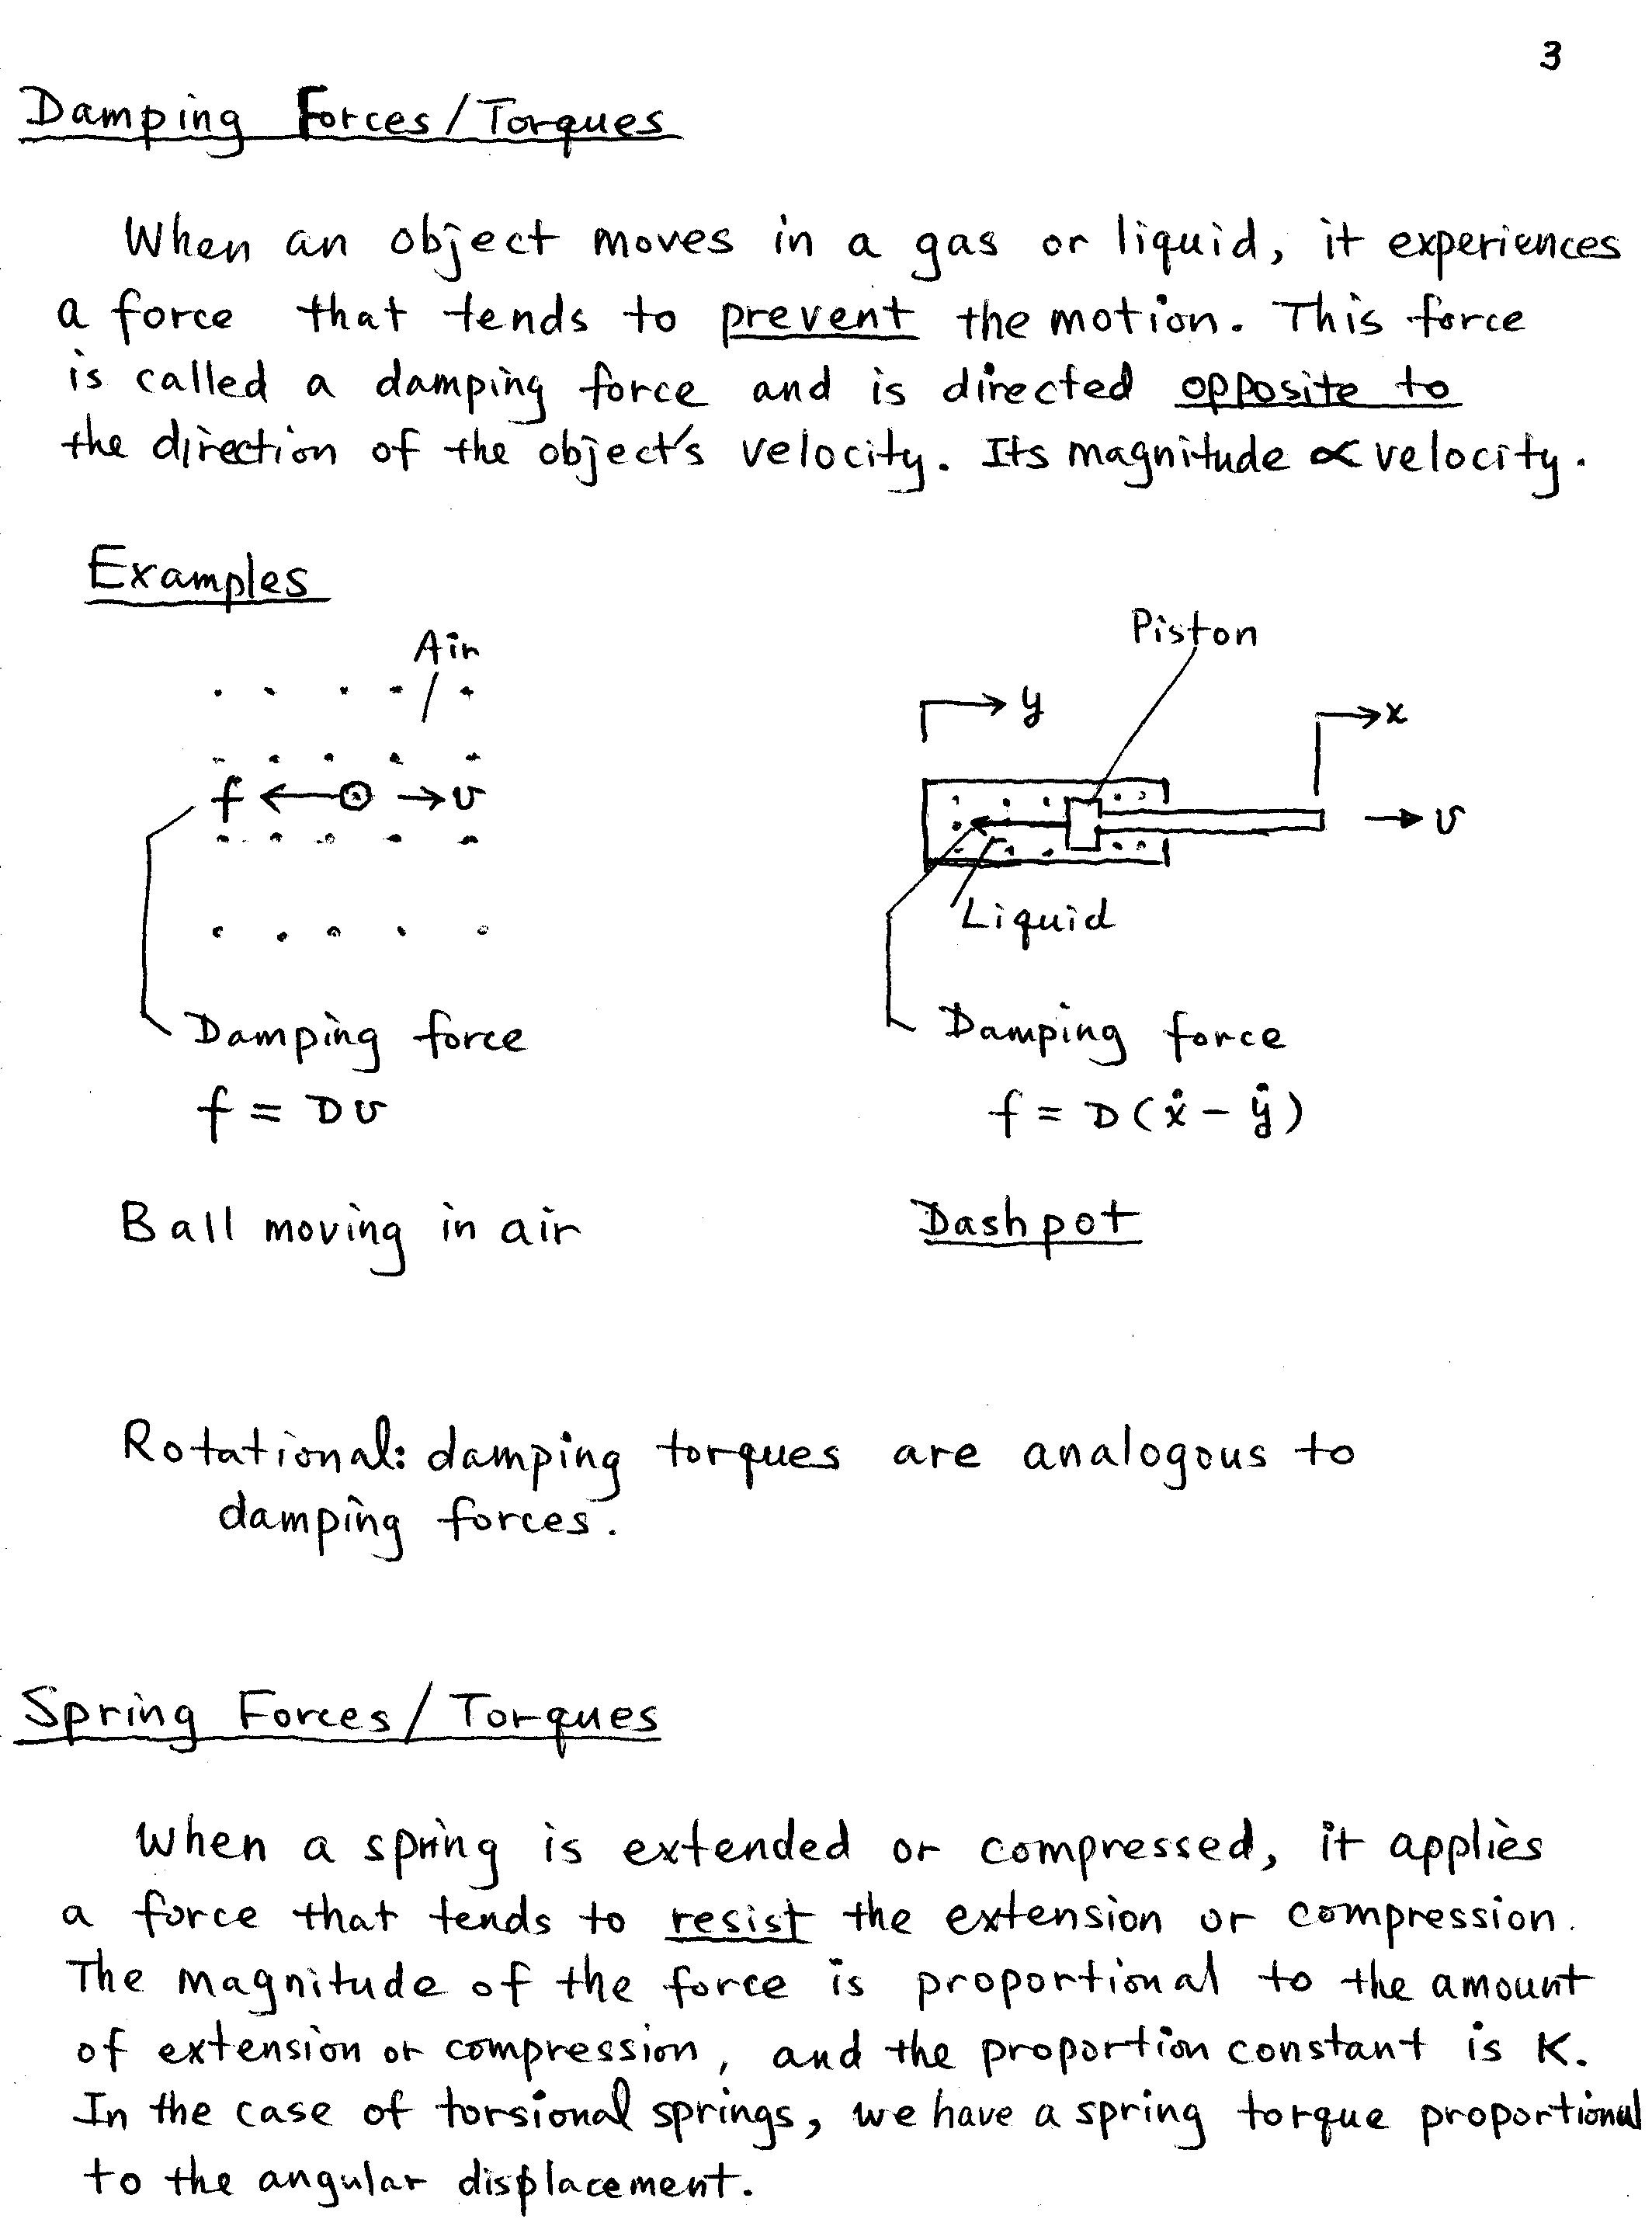 3
Damping Forces/Torques
When an object moves in a gas or liquid, it experiences
a force that tends to prevent the motion. This force
is called a damping force and is directed opposite to
the direction of the object's velocity. Its magnitude ∝ velocity.
Examples
Air
f v
Damping force
f = Dv
Ball moving in air
Piston
y x
v
Liquid
Damping force
f = D(ẋ - ẏ)
Dashpot
Rotational: damping torques are analogous to
damping forces.
Spring Forces/Torques
When a spring is extended or compressed, it applies
a force that tends to resist the extension or compression.
The magnitude of the force is proportional to the amount
of extension or compression, and the proportion constant is K.
In the case of torsional springs, we have a spring torque proportional
to the angular displacement.